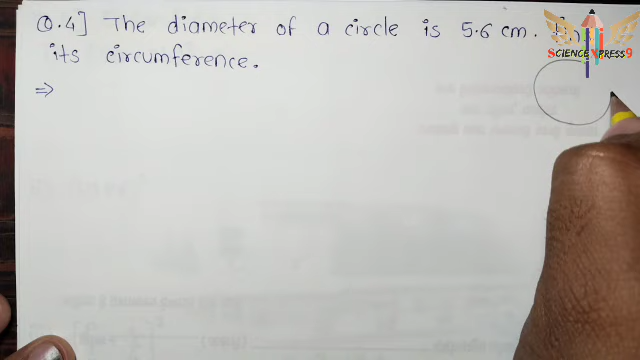 Q.4] The diameter of a circle is 5.6 cm.
its circumference.
⇒
SCIENCE XPRESS9